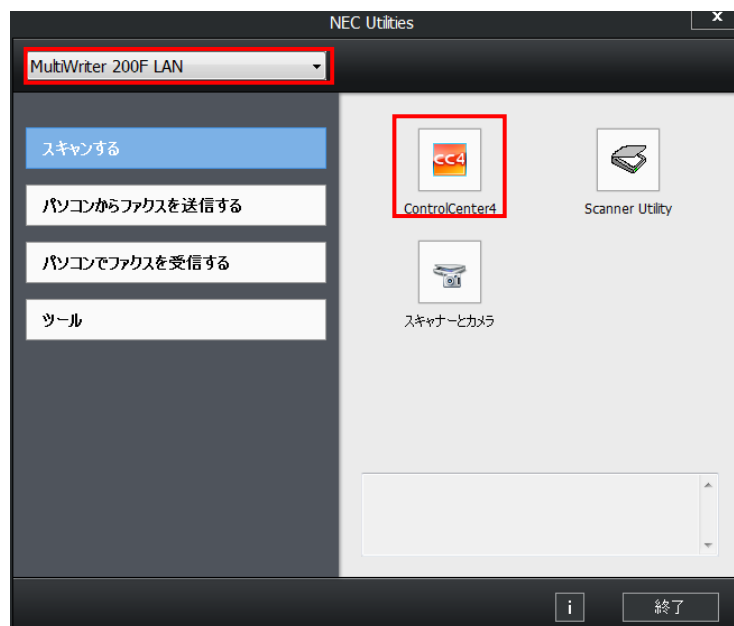 NEC Utilities
x
MultiWriter 200F LAN
スキャンする
パソコンからファクスを送信する
パソコンでファクスを受信する
ツール
CC4
ControlCenter4
Scanner Utility
スキャナーとカメラ
i
終了